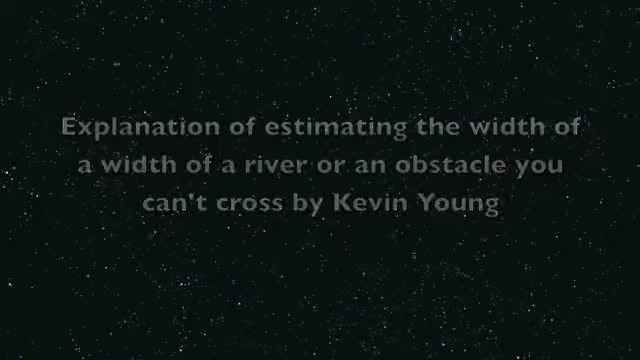 Explanation of estimating the width of
a width of a river or an obstacle you
can't cross by Kevin Young